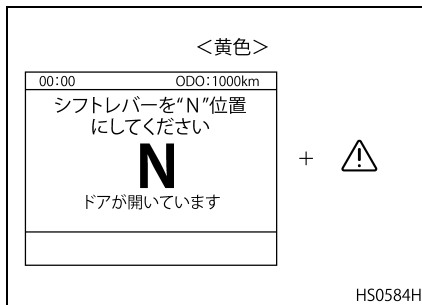 ＜黄色＞
00:00 ODO:1000km
シフトレバーを“N”位置
にしてください
N
ドアが開いています
+
HS0584H